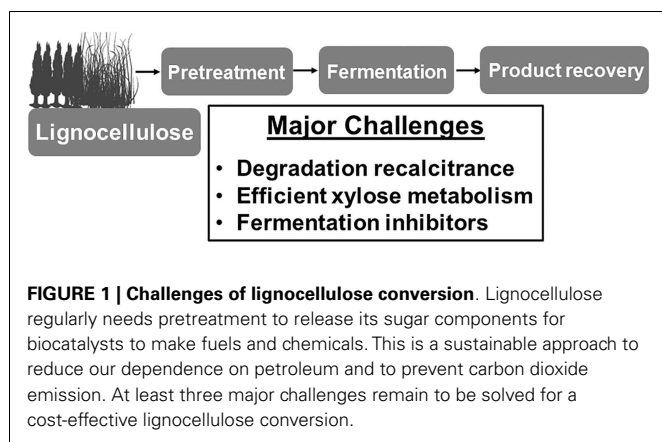 Pretreatment
Fermentation
Product recovery
Lignocellulose
Major Challenges
• Degradation recalcitrance
• Efficient xylose metabolism
• Fermentation inhibitors
FIGURE 1 | Challenges of lignocellulose conversion. Lignocellulose
regularly needs pretreatment to release its sugar components for
biocatalysts to make fuels and chemicals. This is a sustainable approach to
reduce our dependence on petroleum and to prevent carbon dioxide
emission. At least three major challenges remain to be solved for a
cost-effective lignocellulose conversion.